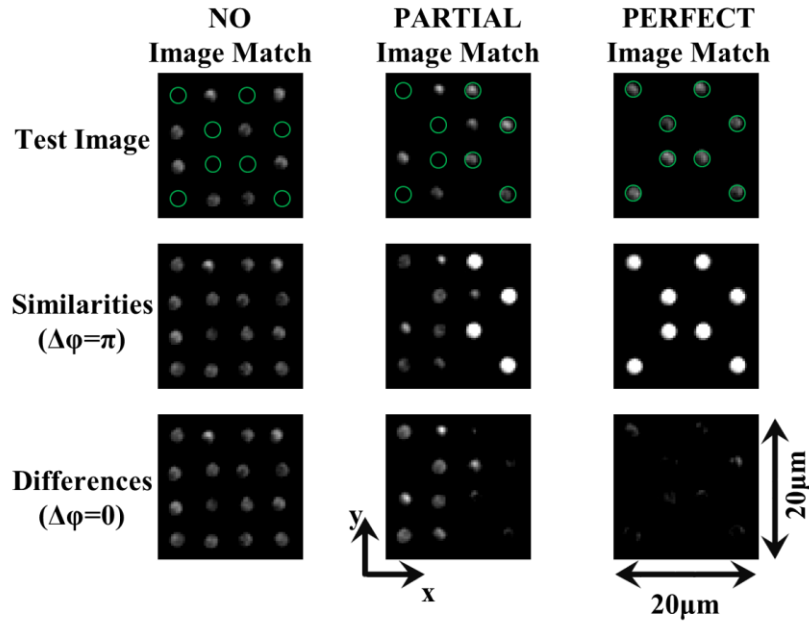 NO
Image Match
PARTIAL
Image Match
PERFECT
Image Match
Test Image
Similarities
(Δφ=π)
Differences
(Δφ=0)
y
x
20μm
20μm